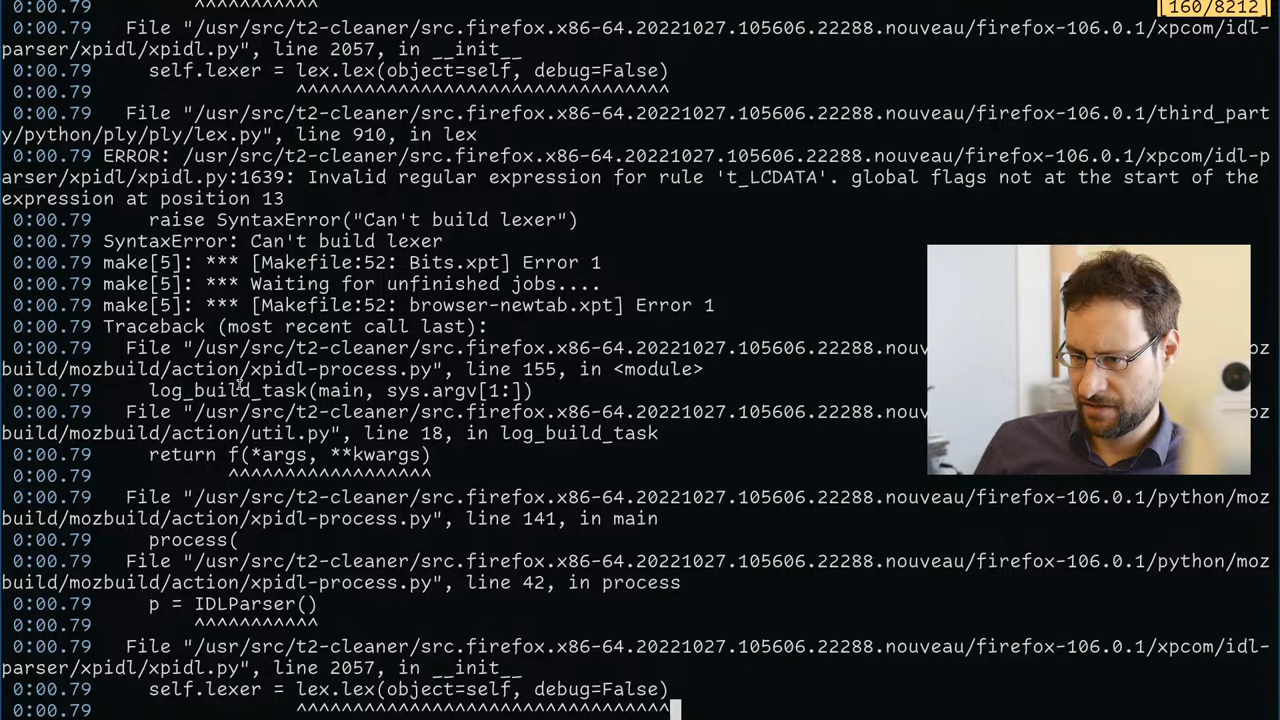 0:00.79 ^^^^^^^^^^^
[160/8212]
0:00.79 File "/usr/src/t2-cleaner/src.firefox.x86-64.20221027.105606.22288.nouveau/firefox-106.0.1/xpcom/idl-
parser/xpidl/xpidl.py", line 2057, in __init__
0:00.79 self.lexer = lex.lex(object=self, debug=False)
0:00.79 ^^^^^^^^^^^^^^^^^^^^^^^^^^^^^^^^^
0:00.79 File "/usr/src/t2-cleaner/src.firefox.x86-64.20221027.105606.22288.nouveau/firefox-106.0.1/third_part
y/python/ply/ply/lex.py", line 910, in lex
0:00.79 ERROR: /usr/src/t2-cleaner/src.firefox.x86-64.20221027.105606.22288.nouveau/firefox-106.0.1/xpcom/idl-p
arser/xpidl/xpidl.py:1639: Invalid regular expression for rule 't_LCDATA'. global flags not at the start of the
expression at position 13
0:00.79 raise SyntaxError("Can't build lexer")
0:00.79 SyntaxError: Can't build lexer
0:00.79 make[5]: *** [Makefile:52: Bits.xpt] Error 1
0:00.79 make[5]: *** Waiting for unfinished jobs....
0:00.79 make[5]: *** [Makefile:52: browser-newtab.xpt] Error 1
0:00.79 Traceback (most recent call last):
0:00.79 File "/usr/src/t2-cleaner/src.firefox.x86-64.20221027.105606.22288.nouv oz
build/mozbuild/action/xpidl-process.py", line 155, in <module>
0:00.79 log_build_task(main, sys.argv[1:])
0:00.79 File "/usr/src/t2-cleaner/src.firefox.x86-64.20221027.105606.22288.nouv oz
build/mozbuild/action/util.py", line 18, in log_build_task
0:00.79 return f(*args, **kwargs)
0:00.79 ^^^^^^^^^^^^^^^^^^
0:00.79 File "/usr/src/t2-cleaner/src.firefox.x86-64.20221027.105606.22288.nouveau/firefox-106.0.1/python/moz
build/mozbuild/action/xpidl-process.py", line 141, in main
0:00.79 process(
0:00.79 File "/usr/src/t2-cleaner/src.firefox.x86-64.20221027.105606.22288.nouveau/firefox-106.0.1/python/moz
build/mozbuild/action/xpidl-process.py", line 42, in process
0:00.79 p = IDLParser()
0:00.79 ^^^^^^^^^^^
0:00.79 File "/usr/src/t2-cleaner/src.firefox.x86-64.20221027.105606.22288.nouveau/firefox-106.0.1/xpcom/idl-
parser/xpidl/xpidl.py", line 2057, in __init__
0:00.79 self.lexer = lex.lex(object=self, debug=False)
0:00.79 ^^^^^^^^^^^^^^^^^^^^^^^^^^^^^^^^^